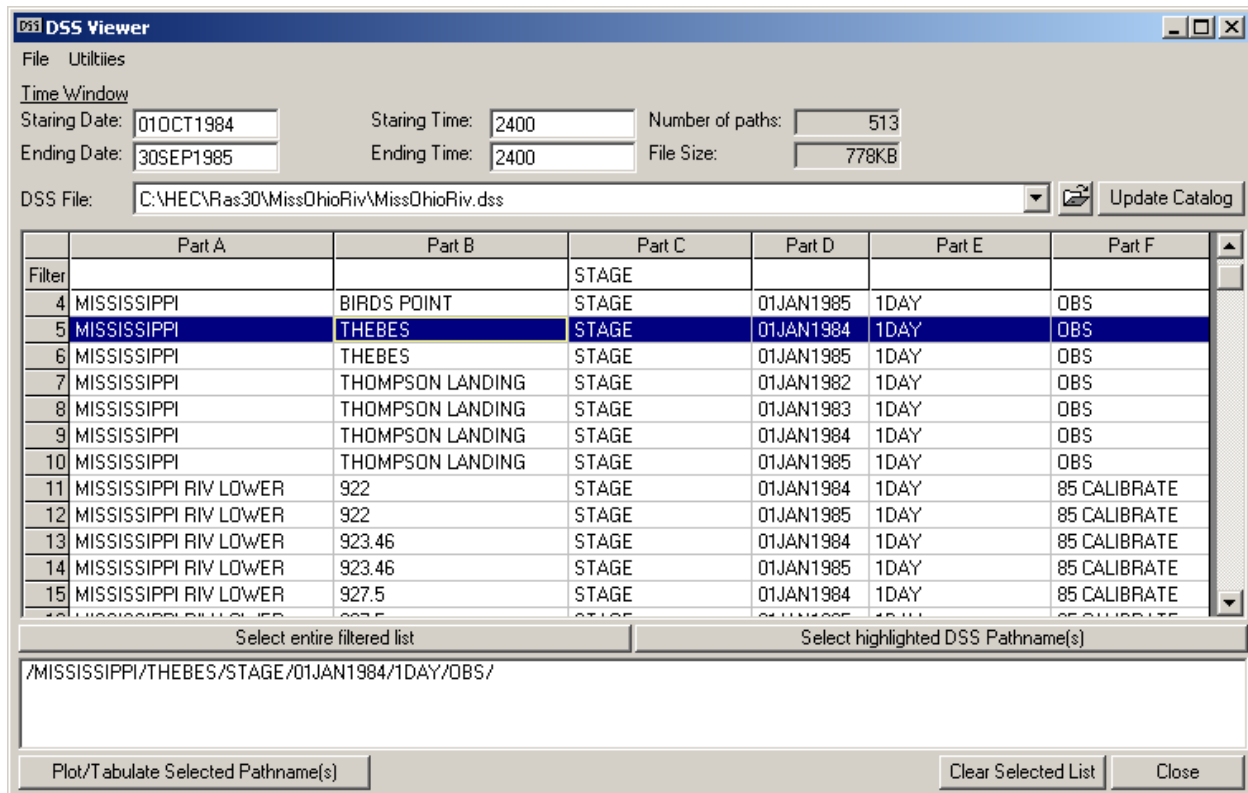 DSS DSS Viewer
File Utiltiies
Time Window
Staring Date: 01OCT1984 Staring Time: 2400 Number of paths: 513
Ending Date: 30SEP1985 Ending Time: 2400 File Size: 778KB
DSS File: C:\HEC\Ras30\MissOhioRiv\MissOhioRiv.dss Update Catalog
Part A Part B Part C Part D Part E Part F
Filter STAGE
4 MISSISSIPPI BIRDS POINT STAGE 01JAN1985 1DAY OBS
5 MISSISSIPPI THEBES STAGE 01JAN1984 1DAY OBS
6 MISSISSIPPI THEBES STAGE 01JAN1985 1DAY OBS
7 MISSISSIPPI THOMPSON LANDING STAGE 01JAN1982 1DAY OBS
8 MISSISSIPPI THOMPSON LANDING STAGE 01JAN1983 1DAY OBS
9 MISSISSIPPI THOMPSON LANDING STAGE 01JAN1984 1DAY OBS
10 MISSISSIPPI THOMPSON LANDING STAGE 01JAN1985 1DAY OBS
11 MISSISSIPPI RIV LOWER 922 STAGE 01JAN1984 1DAY 85 CALIBRATE
12 MISSISSIPPI RIV LOWER 922 STAGE 01JAN1985 1DAY 85 CALIBRATE
13 MISSISSIPPI RIV LOWER 923.46 STAGE 01JAN1984 1DAY 85 CALIBRATE
14 MISSISSIPPI RIV LOWER 923.46 STAGE 01JAN1985 1DAY 85 CALIBRATE
15 MISSISSIPPI RIV LOWER 927.5 STAGE 01JAN1984 1DAY 85 CALIBRATE
Select entire filtered list Select highlighted DSS Pathname(s)
/MISSISSIPPI/THEBES/STAGE/01JAN1984/1DAY/OBS/
Plot/Tabulate Selected Pathname(s) Clear Selected List Close